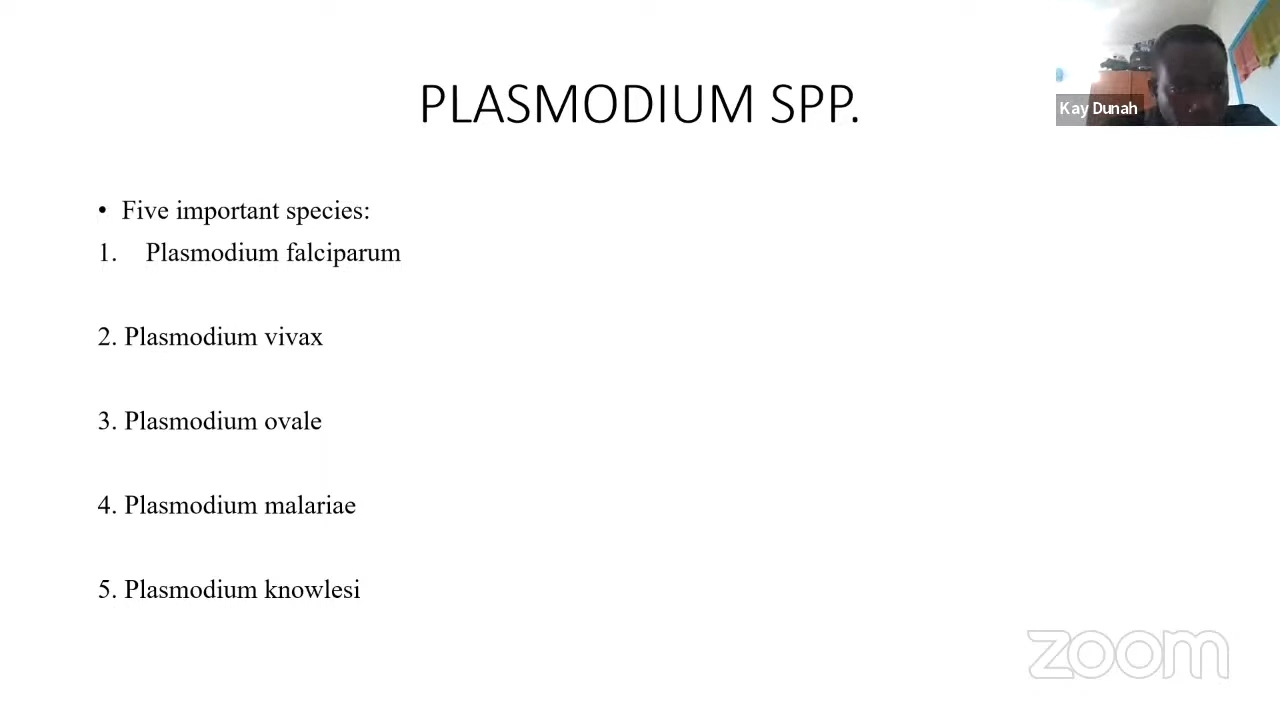 PLASMODIUM SPP.
Kay Dunah
• Five important species:
1. Plasmodium falciparum
2. Plasmodium vivax
3. Plasmodium ovale
4. Plasmodium malariae
5. Plasmodium knowlesi
zoom